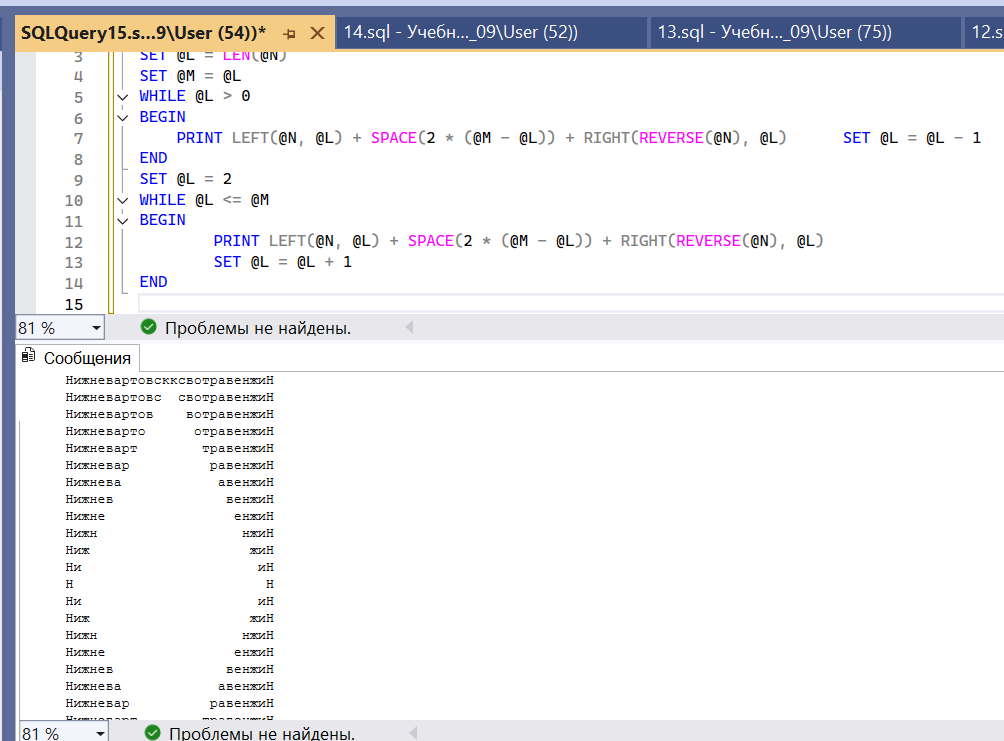 SQLQuery15.s...9\User (54))* 14.sql - Учебн..._09\User (52)) 13.sql - Учебн..._09\User (75)) 12.s
3 SET @L = LEN(@N)
4 SET @M = @L
5 WHILE @L > 0
6 BEGIN
7 PRINT LEFT(@N, @L) + SPACE(2 * (@M - @L)) + RIGHT(REVERSE(@N), @L) SET @L = @L - 1
8 END
9 SET @L = 2
10 WHILE @L <= @M
11 BEGIN
12 PRINT LEFT(@N, @L) + SPACE(2 * (@M - @L)) + RIGHT(REVERSE(@N), @L)
13 SET @L = @L + 1
14 END
15
81 % Проблемы не найдены.
Сообщения
НижневартовскксвотравенжиН
Нижневартовс свотравенжиН
Нижневартов вотравенжиН
Нижневарто отравенжиН
Нижневарт травенжиН
Нижневар равенжиН
Нижнева авенжиН
Нижнев венжиН
Нижне енжиН
Нижн нжиН
Ниж жиН
Ни иН
Н Н
Ни иН
Ниж жиН
Нижн нжиН
Нижне енжиН
Нижнев венжиН
Нижнева авенжиН
Нижневар равенжиН
Нижневарт травенжиН
81 % Проблемы не найдены.